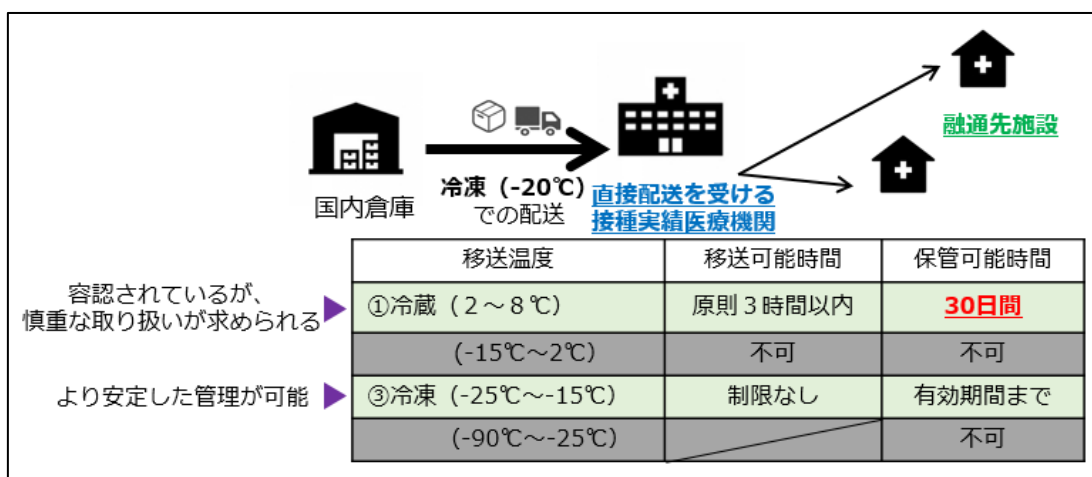 融通先施設
国内倉庫
冷凍（-20℃）
での配送
直接配送を受ける
接種実績医療機関
移送温度 移送可能時間 保管可能時間
容認されているが、
慎重な取り扱いが求められる
①冷蔵（２～８℃） 原則３時間以内 30日間
(-15℃～2℃) 不可 不可
より安定した管理が可能
③冷凍（-25℃～-15℃） 制限なし 有効期間まで
(-90℃～-25℃) 不可